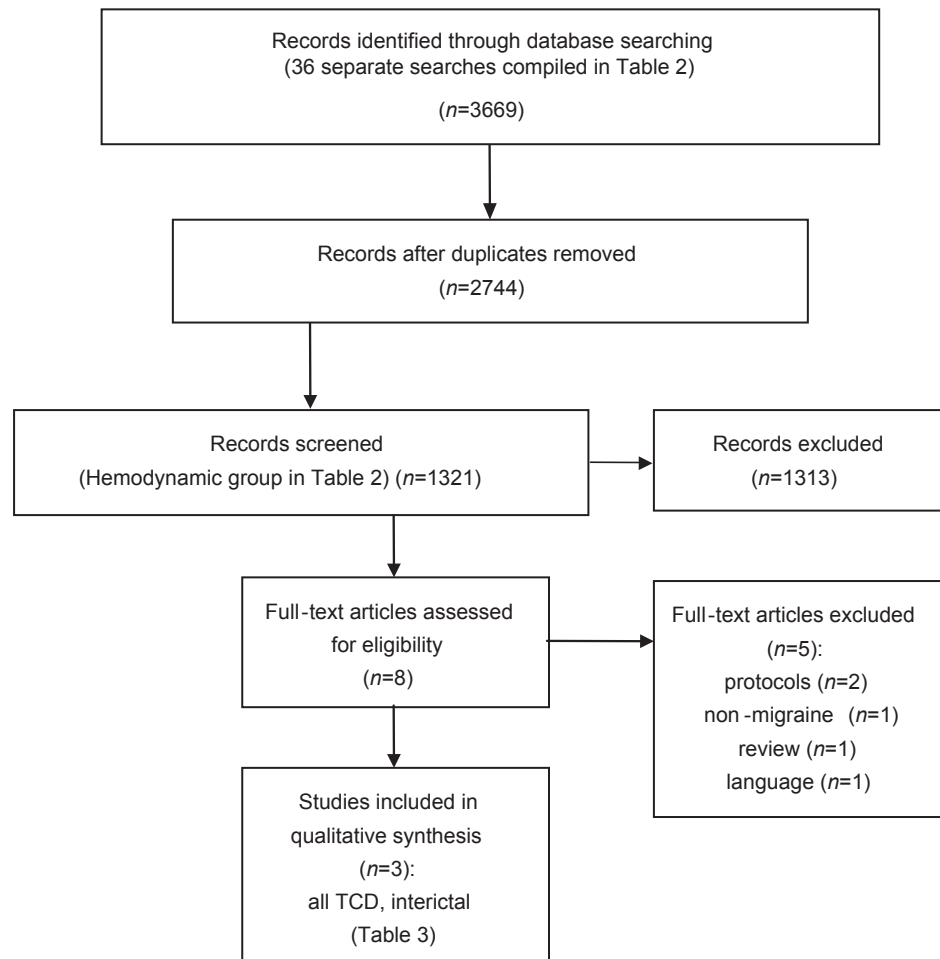 Records identified through database searching
(36 separate searches compiled in Table 2)
(n=3669)
Records after duplicates removed
(n=2744)
Records screened
(Hemodynamic group in Table 2) (n=1321)
Records excluded
(n=1313)
Full-text articles assessed
for eligibility
(n=8)
Full-text articles excluded
(n=5):
protocols (n=2)
non-migraine (n=1)
review (n=1)
language (n=1)
Studies included in
qualitative synthesis
(n=3):
all TCD, interictal
(Table 3)